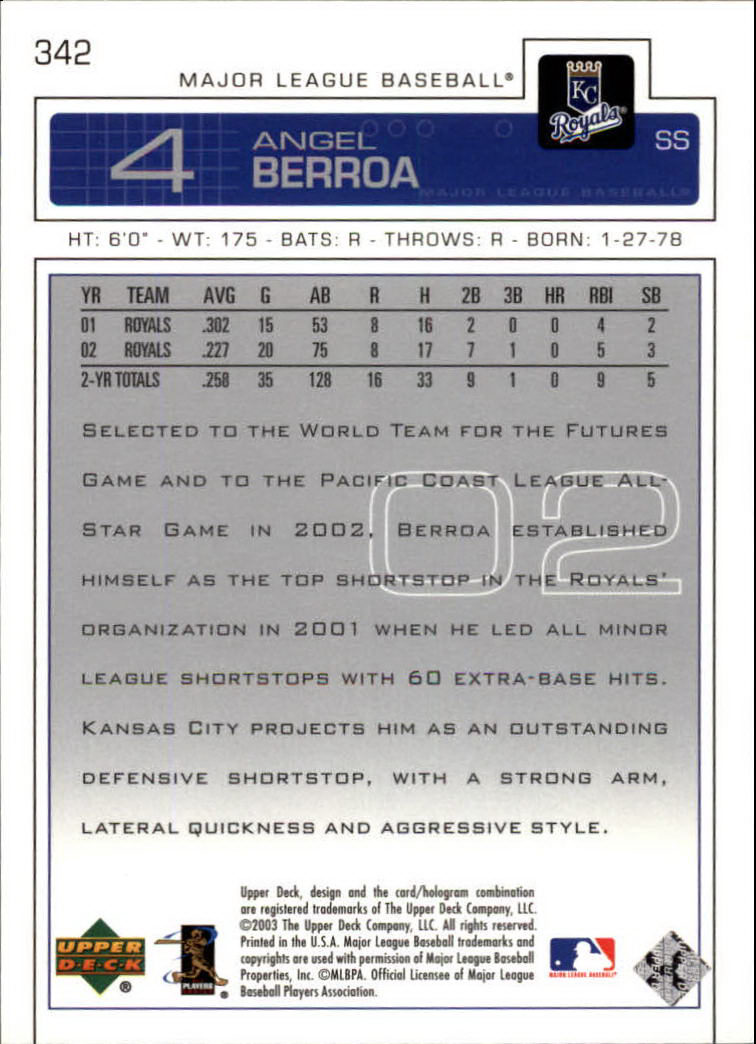 342
MAJOR LEAGUE BASEBALL®
KC
Royals®
4
ANGEL
BERROA
SS
MAJOR LEAGUE BASEBALL®
HT: 6'0" - WT: 175 - BATS: R - THROWS: R - BORN: 1-27-78
YR TEAM AVG G AB R H 2B 3B HR RBI SB
01 ROYALS .302 15 53 8 16 2 0 0 4 2
02 ROYALS .227 20 75 8 17 7 1 0 5 3
2-YR TOTALS .258 35 128 16 33 9 1 0 9 5
02
SELECTED TO THE WORLD TEAM FOR THE FUTURES
GAME AND TO THE PACIFIC COAST LEAGUE ALL-
STAR GAME IN 2002, BERROA ESTABLISHED
HIMSELF AS THE TOP SHORTSTOP IN THE ROYALS'
ORGANIZATION IN 2001 WHEN HE LED ALL MINOR
LEAGUE SHORTSTOPS WITH 60 EXTRA-BASE HITS.
KANSAS CITY PROJECTS HIM AS AN OUTSTANDING
DEFENSIVE SHORTSTOP, WITH A STRONG ARM,
LATERAL QUICKNESS AND AGGRESSIVE STYLE.
UPPER
D·E·C·K
®
PLAYERS
®
Upper Deck, design and the card/hologram combination
are registered trademarks of The Upper Deck Company, LLC.
©2003 The Upper Deck Company, LLC. All rights reserved.
Printed in the U.S.A. Major League Baseball trademarks and
copyrights are used with permission of Major League Baseball
Properties, Inc. ©MLBPA. Official Licensee of Major League
Baseball Players Association.
MAJOR LEAGUE BASEBALL®